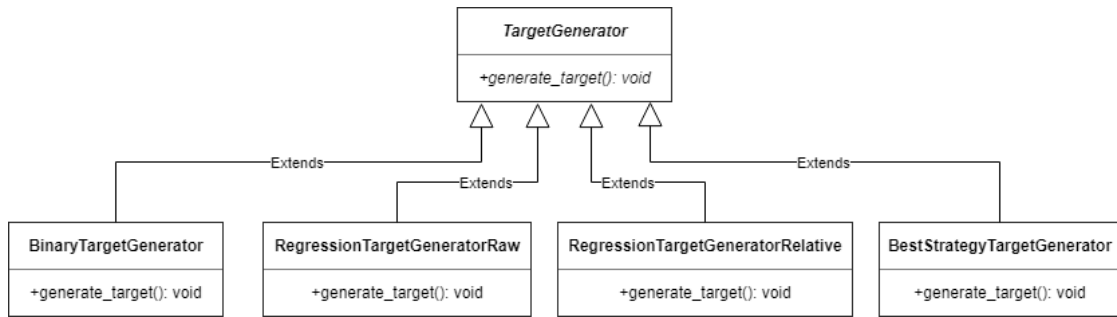 TargetGenerator
+generate_target(): void
Extends
Extends
Extends
Extends
BinaryTargetGenerator
+generate_target(): void
RegressionTargetGeneratorRaw
+generate_target(): void
RegressionTargetGeneratorRelative
+generate_target(): void
BestStrategyTargetGenerator
+generate_target(): void